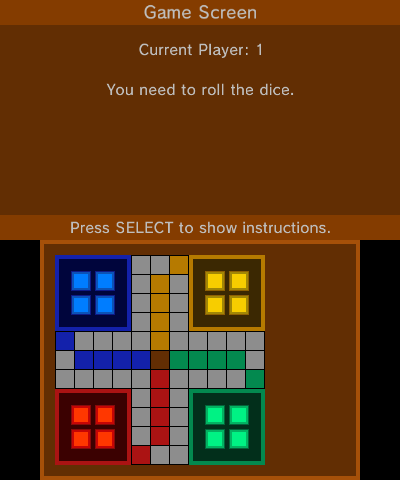 Game Screen
Current Player: 1
You need to roll the dice.
Press SELECT to show instructions.